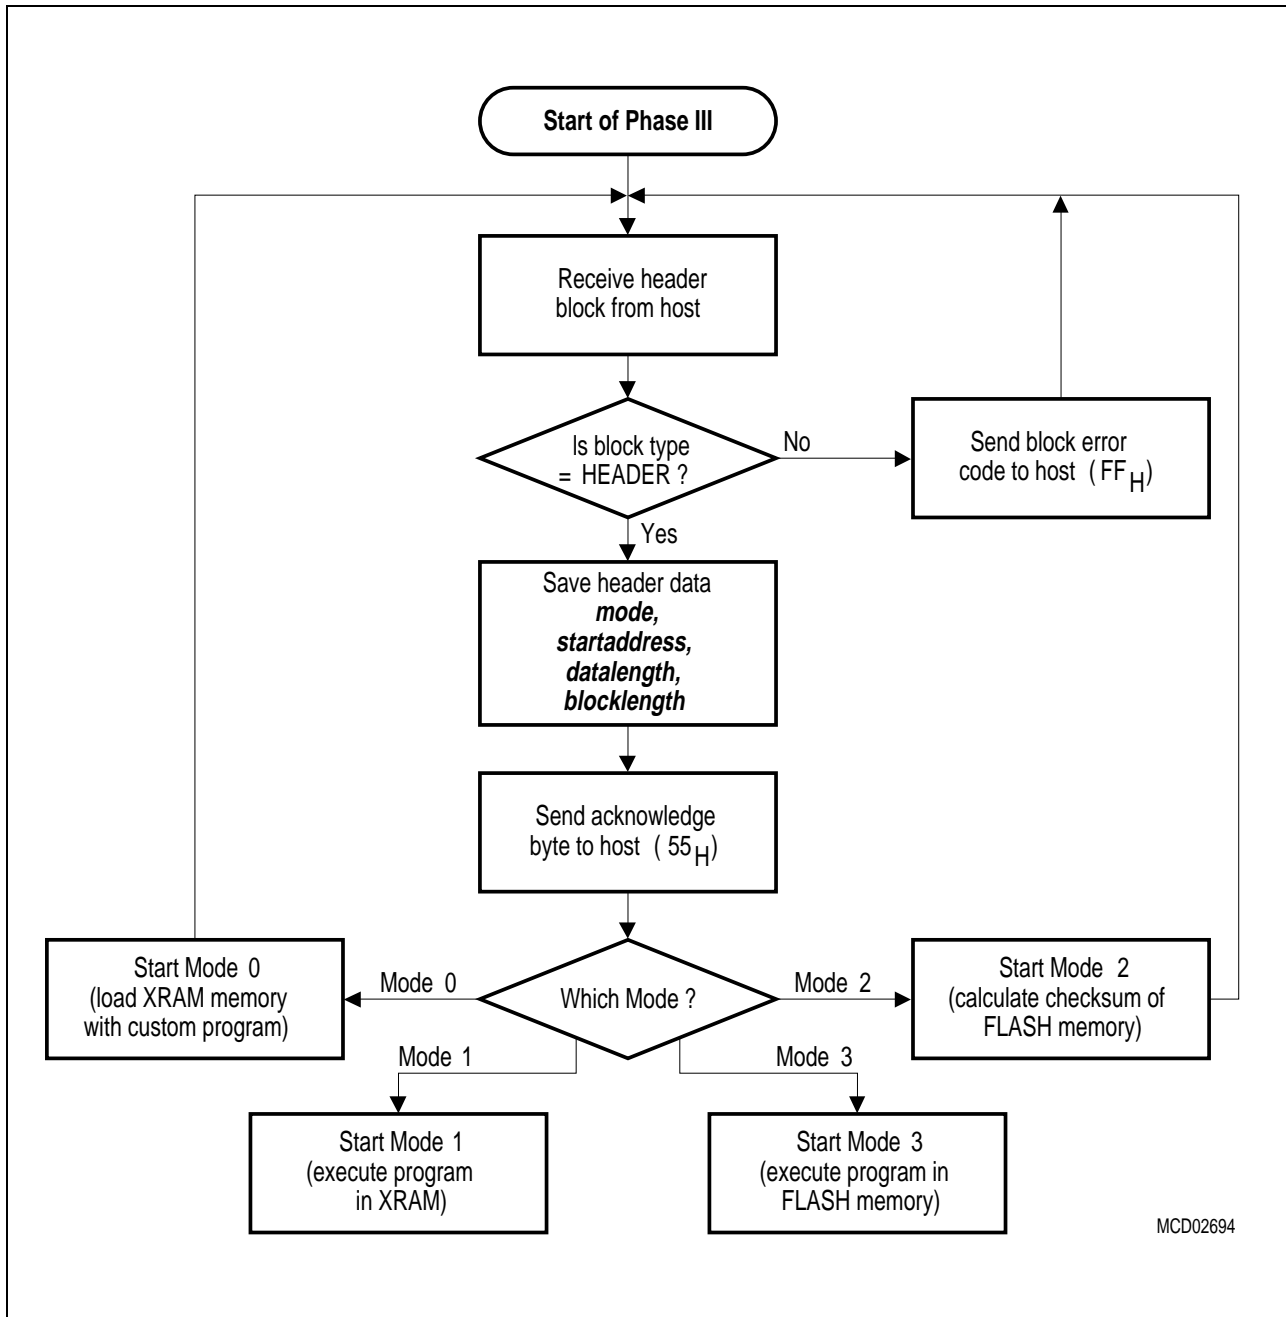 Start of Phase III
Receive header
block from host
Is block type
= HEADER ?
No
Send block error
code to host ( FF H)
Yes
Save header data
mode,
startaddress,
datalength,
blocklength
Send acknowledge
byte to host ( 55 H)
Which Mode ?
Mode 0
Start Mode 0
(load XRAM memory
with custom program)
Mode 2
Start Mode 2
(calculate checksum of
FLASH memory)
Mode 1
Start Mode 1
(execute program
in XRAM)
Mode 3
Start Mode 3
(execute program in
FLASH memory)
MCD02694